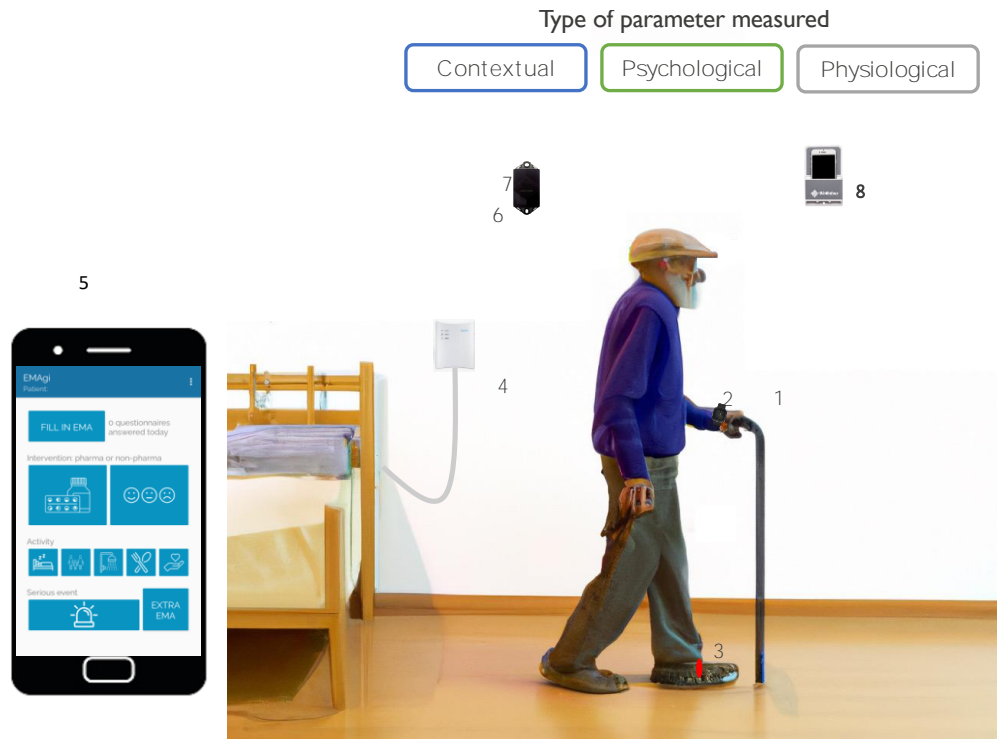 Type of parameter measured
Contextual
Psychological
Physiological
7
6
8
5
4
2
1
3
EMAgi
Patient:
FILL IN EMA
0 questionnaires
answered today
Intervention: pharma or non-pharma
Activity
Serious event
EXTRA
EMA